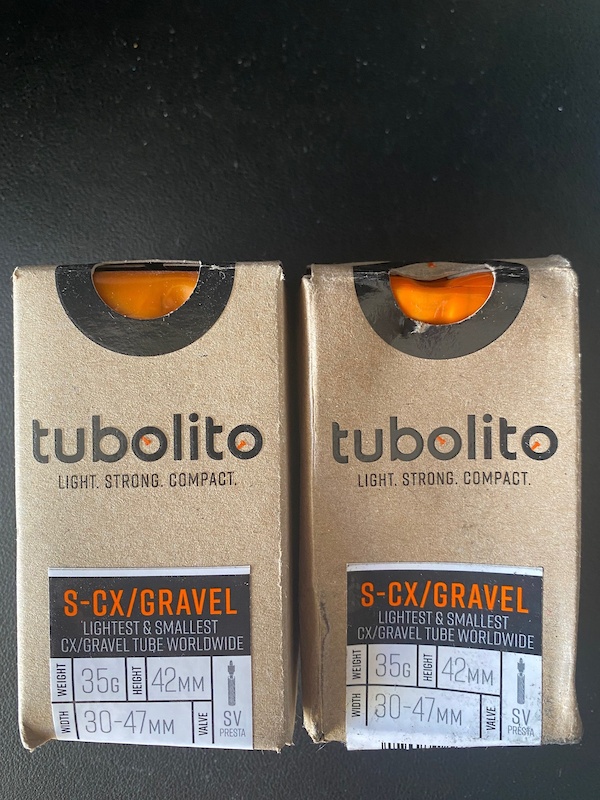 tubolito
LIGHT. STRONG. COMPACT.
S-CX/GRAVEL
LIGHTEST & SMALLEST
CX/GRAVEL TUBE WORLDWIDE
WEIGHT 35G HEIGHT 42MM
WIDTH 30-47MM VALVE SV
PRESTA
tubolito
LIGHT. STRONG. COMPACT.
S-CX/GRAVEL
LIGHTEST & SMALLEST
CX/GRAVEL TUBE WORLDWIDE
WEIGHT 35G HEIGHT 42MM
WIDTH 30-47MM VALVE SV
PRESTA